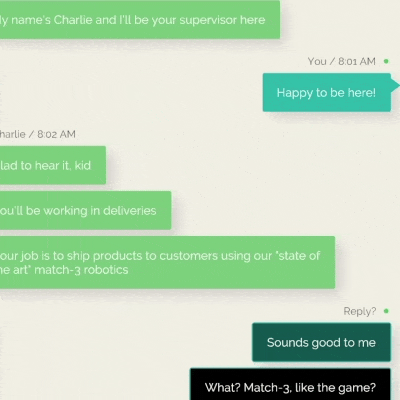 y name's Charlie and I'll be your supervisor here
You / 8:01 AM
Happy to be here!
harlie / 8:02 AM
lad to hear it, kid
ou'll be working in deliveries
our job is to ship products to customers using our "state of
he art" match-3 robotics
Reply?
Sounds good to me
What? Match-3, like the game?